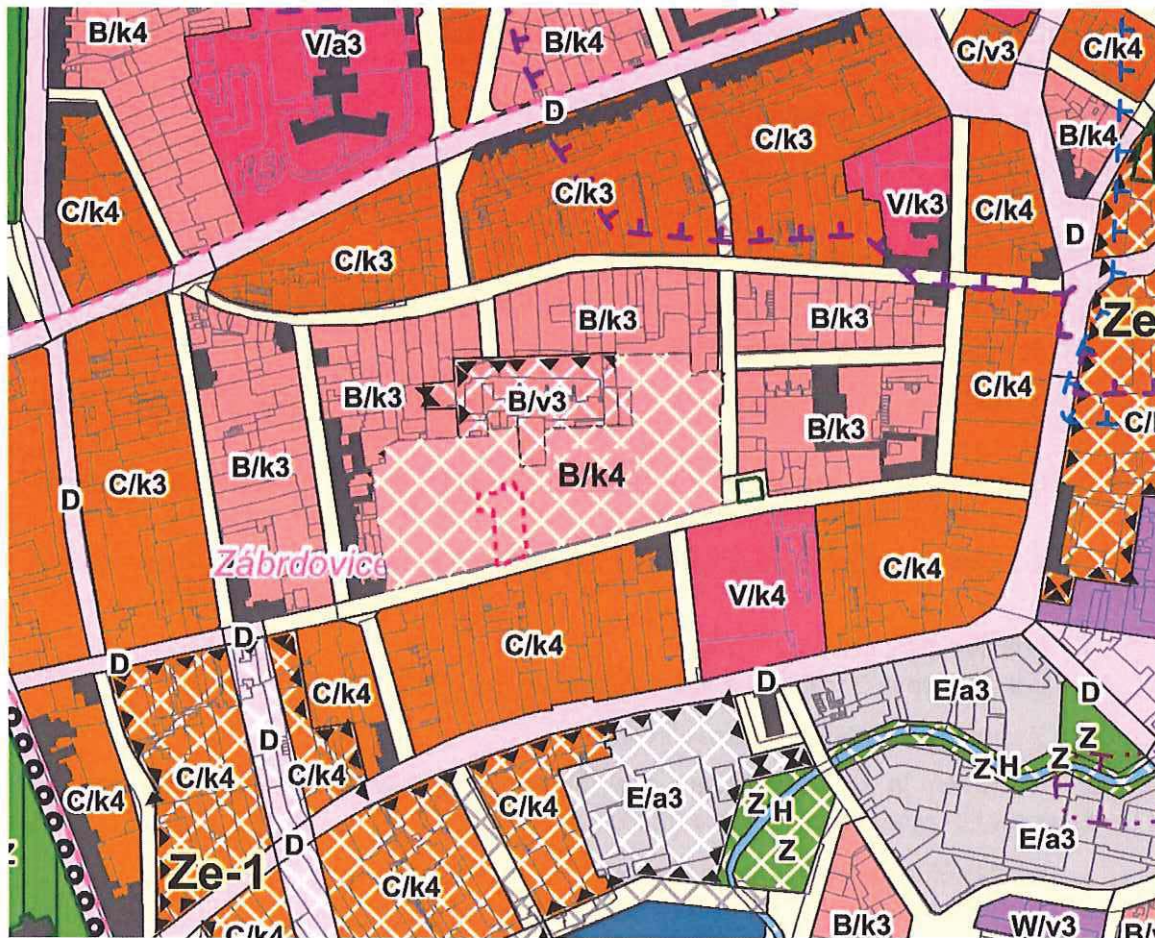 B/k4
V/a3
B/k4
C/v3
C/k4
D
C/k3
B/k4
C/k4
C/k3
V/k3
C/k4
D
C/k3
Ze
B/k3
B/k3
C/k4
B/k3
B/v3
B/k3
C/k3
B/k3
B/k4
D
Zábrdovice
V/k4
C/k4
D
C/k4
D
C/k4
D
E/a3
D
Z
C/k4
D
C/k4
Z
H
Z
C/k4
C/k4
E/a3
Z
H
Z
E/a3
D
Z
Ze-1
C/k4
C/k4
B/k3
W/v3